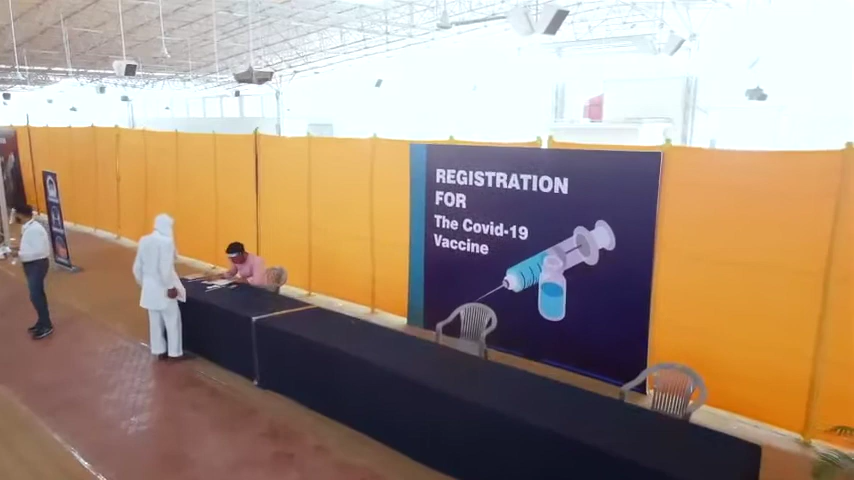 REGISTRATION
FOR
The Covid-19
Vaccine